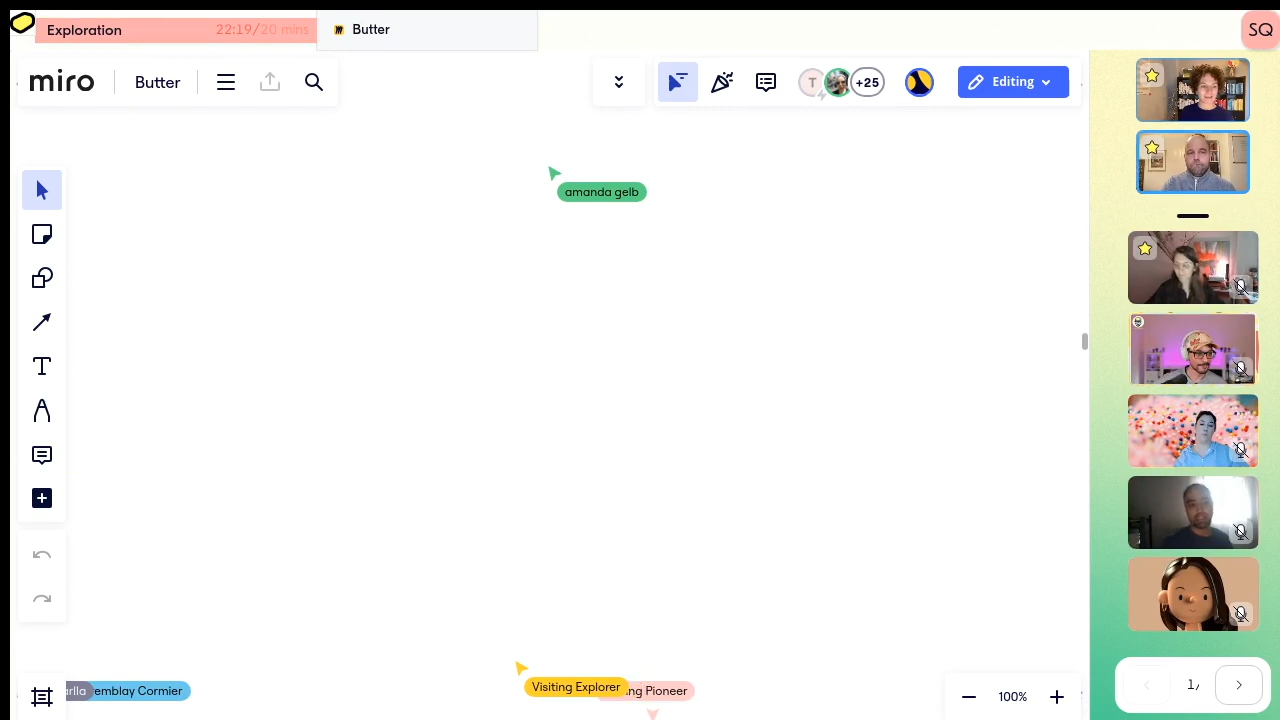 Exploration
22:19/20 mins
Butter
SQ
miro
Butter
T
+25
Editing
amanda gelb
arlla
emblay Cormier
Visiting Explorer
ng Pioneer
100%
1/